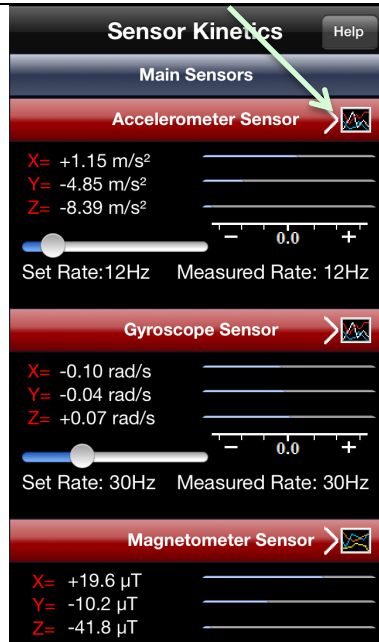 Sensor Kinetics Help
Main Sensors
Accelerometer Sensor
X= +1.15 m/s²
Y= -4.85 m/s²
Z= -8.39 m/s²
− 0.0 +
Set Rate:12Hz Measured Rate: 12Hz
Gyroscope Sensor
X= -0.10 rad/s
Y= -0.04 rad/s
Z= +0.07 rad/s
− 0.0 +
Set Rate: 30Hz Measured Rate: 30Hz
Magnetometer Sensor
X= +19.6 µT
Y= -10.2 µT
Z= -41.8 µT